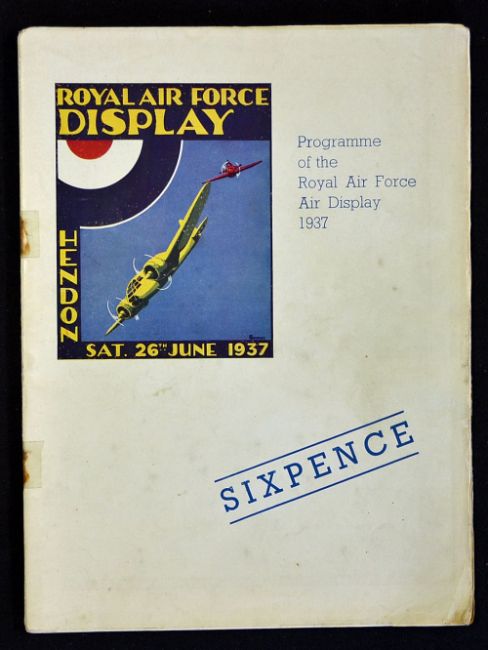 ROYAL AIR FORCE
DISPLAY
HENDON
SAT. 26TH JUNE 1937
Programme
of the
Royal Air Force
Air Display
1937
SIXPENCE